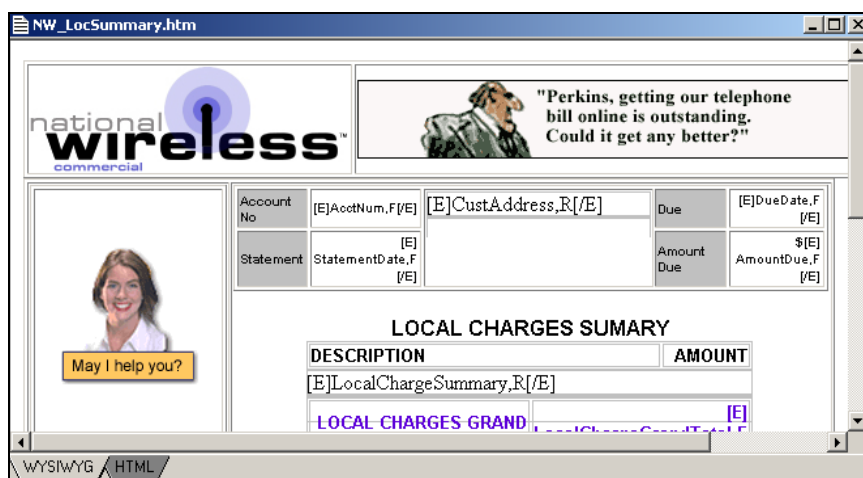 NW_LocSummary.htm
national
wireless™
commercial
"Perkins, getting our telephone
bill online is outstanding.
Could it get any better?"
Account
No
[E]AcctNum,F[/E]
[E]CustAddress,R[/E]
Due
[E]DueDate,F
[/E]
Statement
[E]
StatementDate,F
[/E]
Amount
Due
$[E]
AmountDue,F
[/E]
May I help you?
LOCAL CHARGES SUMARY
DESCRIPTION AMOUNT
[E]LocalChargeSummary,R[/E]
LOCAL CHARGES GRAND
[E]
WYSIWYG HTML